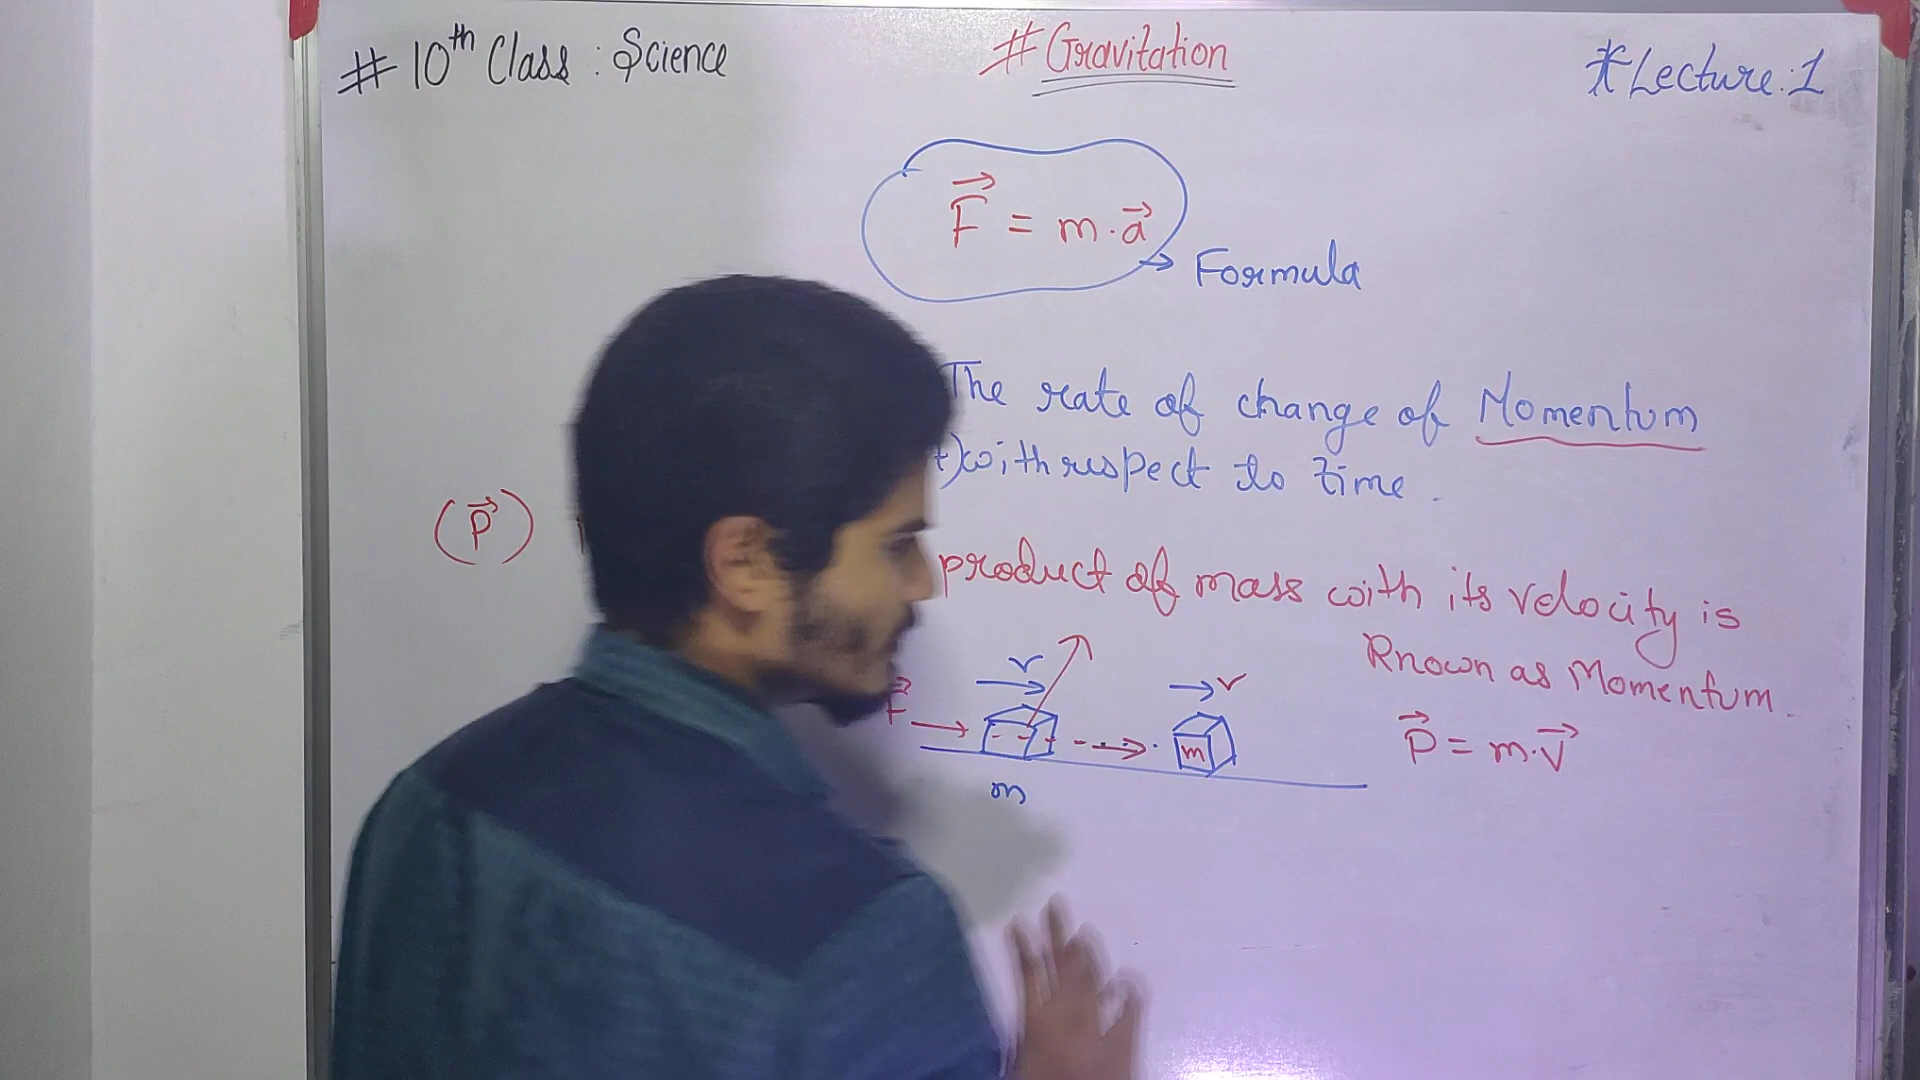 # 10th Class : Science
# Gravitation
* Lecture : 1
F = m . a
Formula
The rate of change of Momentum
t) with respect to time .
(P)
product of mass with its velocity is
Known as Momentum .
v
F
v
m
m
P = m . v